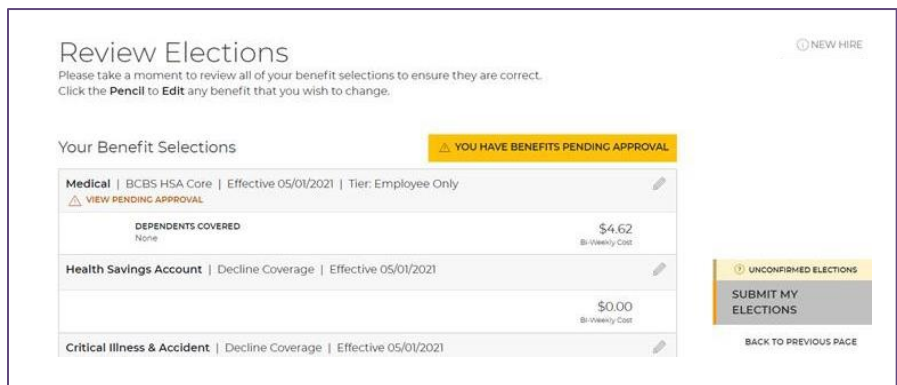 Review Elections
NEW HIRE
Please take a moment to review all of your benefit selections to ensure they are correct.
Click the Pencil to Edit any benefit that you wish to change.
Your Benefit Selections
YOU HAVE BENEFITS PENDING APPROVAL
Medical | BCBS HSA Core | Effective 05/01/2021 | Tier: Employee Only
VIEW PENDING APPROVAL
DEPENDENTS COVERED
None
$4.62
Bi-Weekly Cost
Health Savings Account | Decline Coverage | Effective 05/01/2021
$0.00
Bi-Weekly Cost
Critical Illness & Accident | Decline Coverage | Effective 05/01/2021
UNCONFIRMED ELECTIONS
SUBMIT MY
ELECTIONS
BACK TO PREVIOUS PAGE